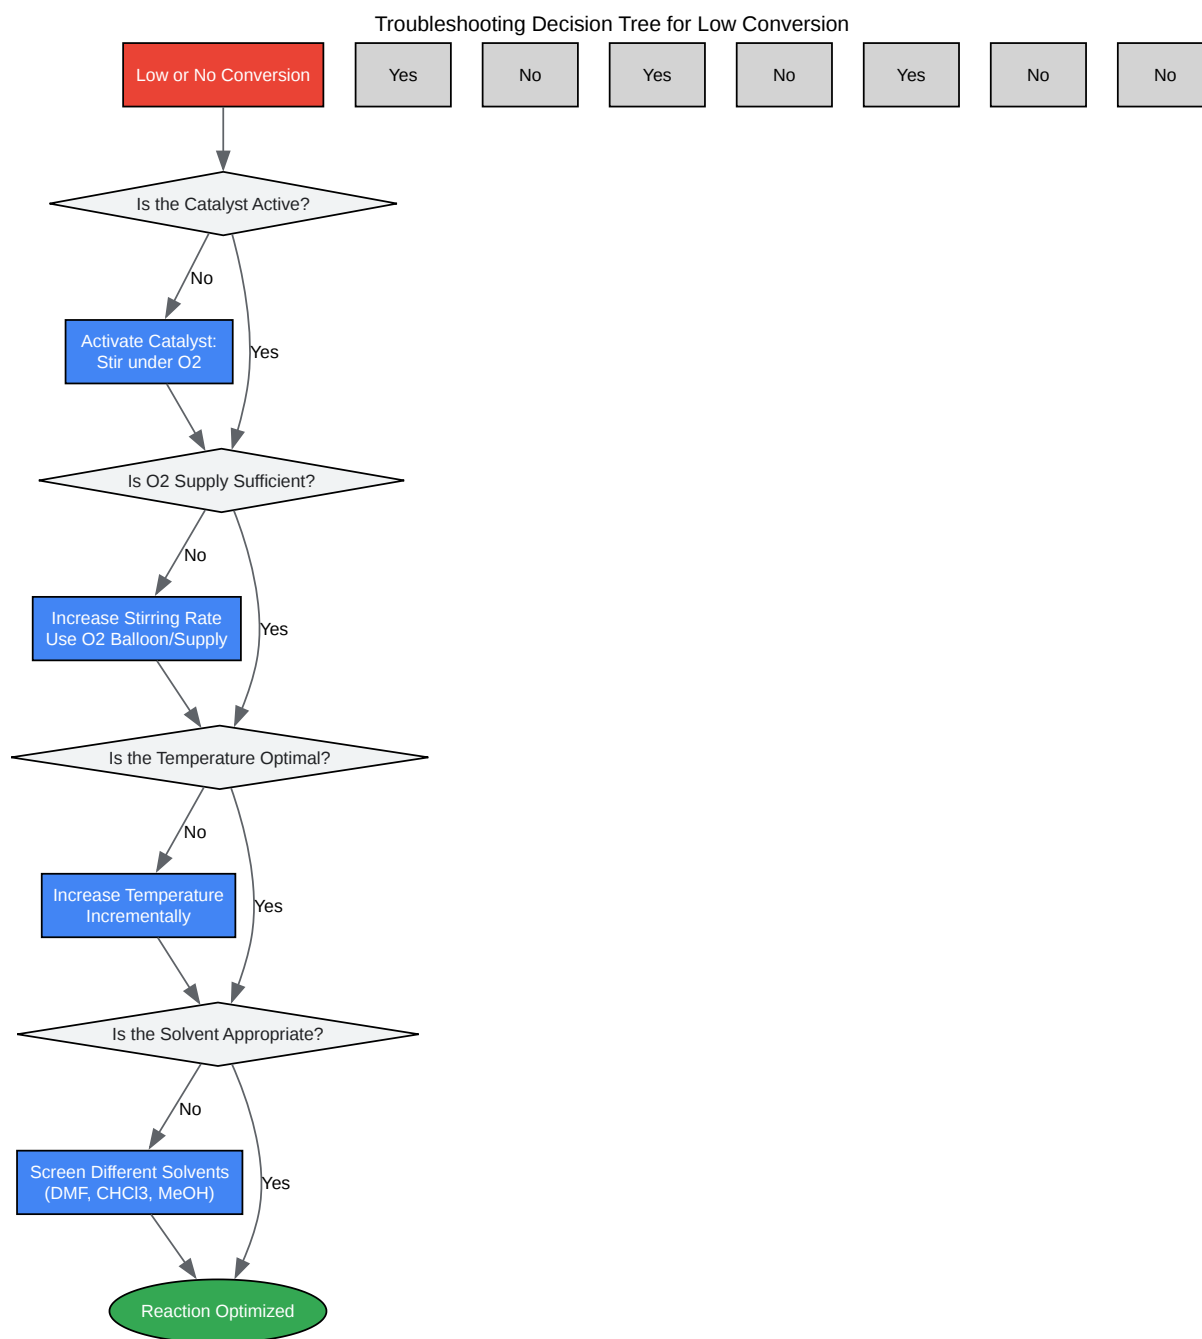 Troubleshooting Decision Tree for Low Conversion
Low or No Conversion
Yes
No
Yes
No
Yes
No
No
Is the Catalyst Active?
No
Activate Catalyst:
Stir under O2
Yes
Is O2 Supply Sufficient?
No
Increase Stirring Rate
Use O2 Balloon/Supply
Yes
Is the Temperature Optimal?
No
Increase Temperature
Incrementally
Yes
Is the Solvent Appropriate?
No
Screen Different Solvents
(DMF, CHCl3, MeOH)
Yes
Reaction Optimized